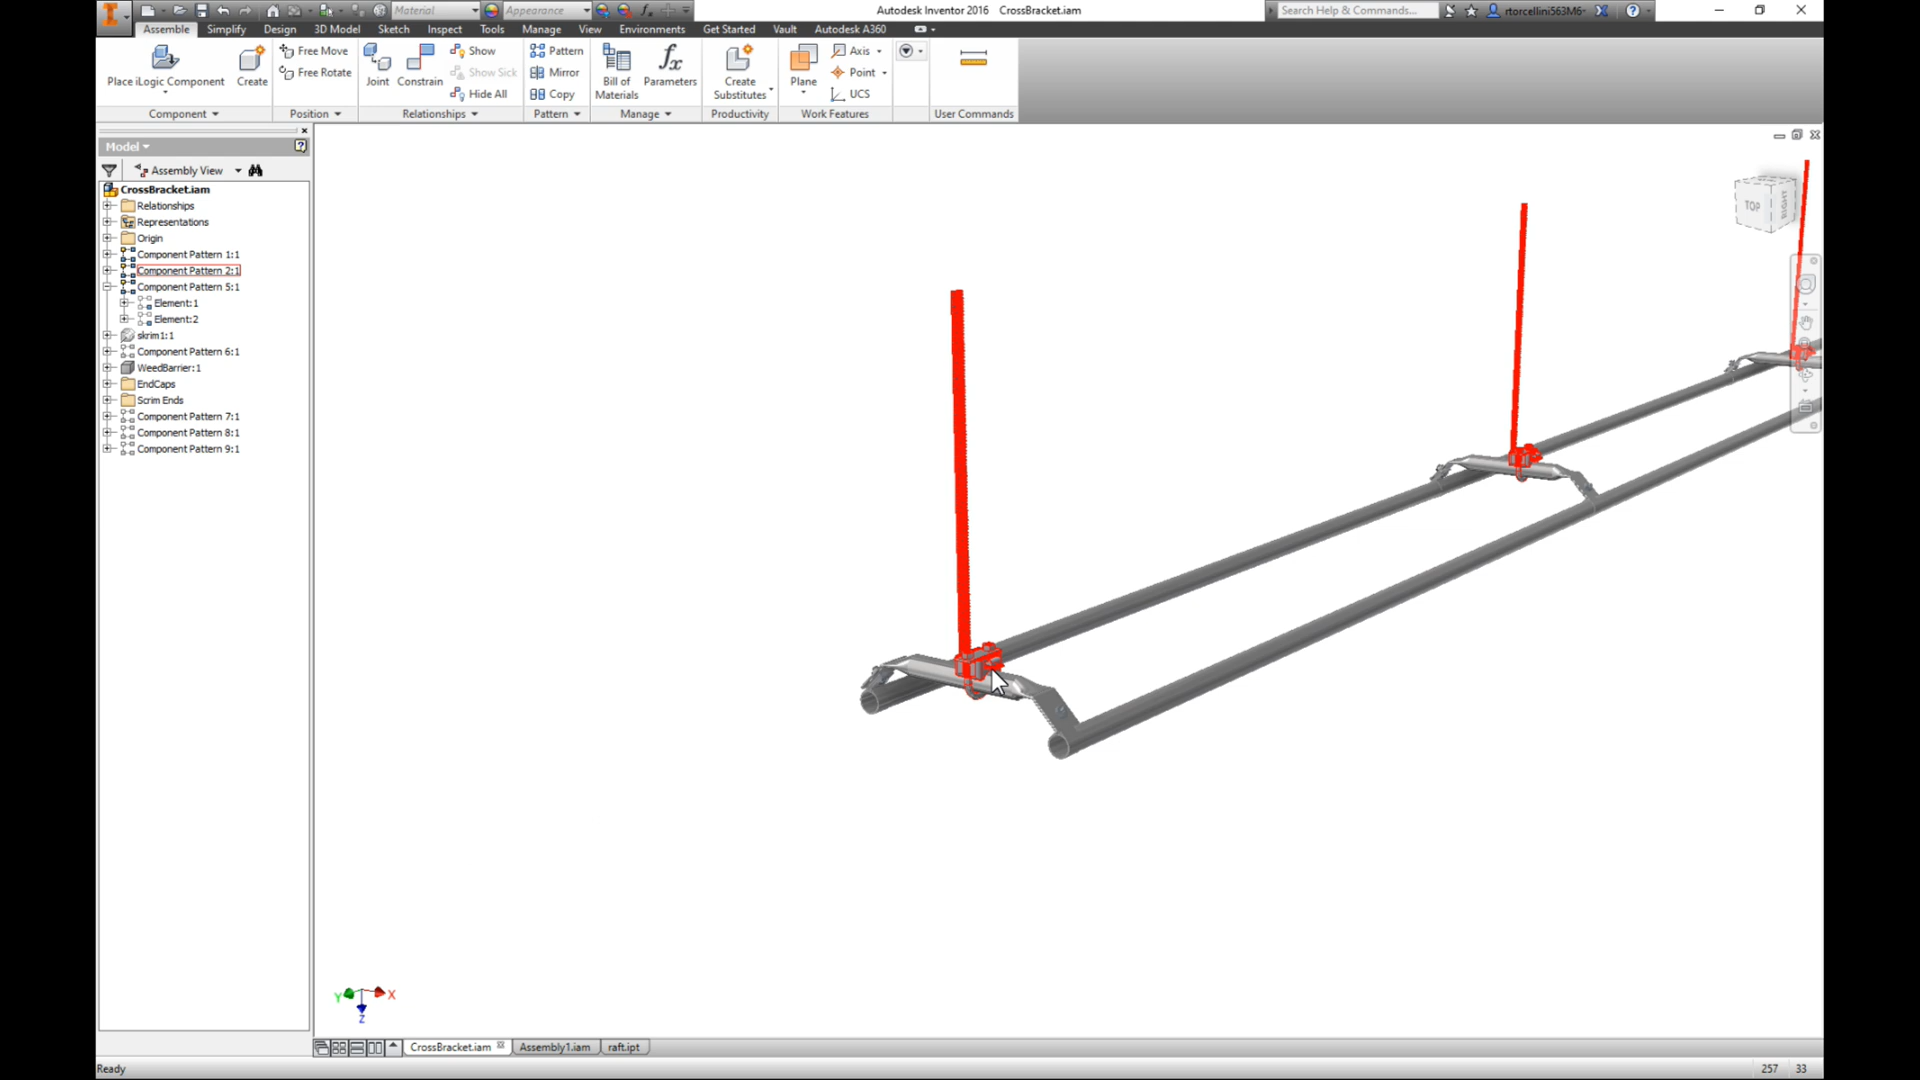 Material
Appearance
Autodesk Inventor 2016 CrossBracket.iam
Search Help & Commands...
rtorcellini563M6
Assemble Simplify Design 3D Model Sketch Inspect Tools Manage View Environments Get Started Vault Autodesk A360
Place iLogic Component
Create
Free Move
Free Rotate
Joint
Constrain
Show
Show Sick
Hide All
Pattern
Mirror
Copy
Bill of
Materials
Parameters
Create
Substitutes
Plane
Axis
Point
UCS
Component Position Relationships Pattern Manage Productivity Work Features User Commands
Model
Assembly View
CrossBracket.iam
Relationships
Representations
Origin
Component Pattern 1:1
Component Pattern 2:1
Component Pattern 5:1
Element:1
Element:2
skrim1:1
Component Pattern 6:1
WeedBarrier:1
EndCaps
Scrim Ends
Component Pattern 7:1
Component Pattern 8:1
Component Pattern 9:1
TOP
RIGHT
Y
X
Z
CrossBracket.iam Assembly1.iam raft.ipt
Ready
257 33